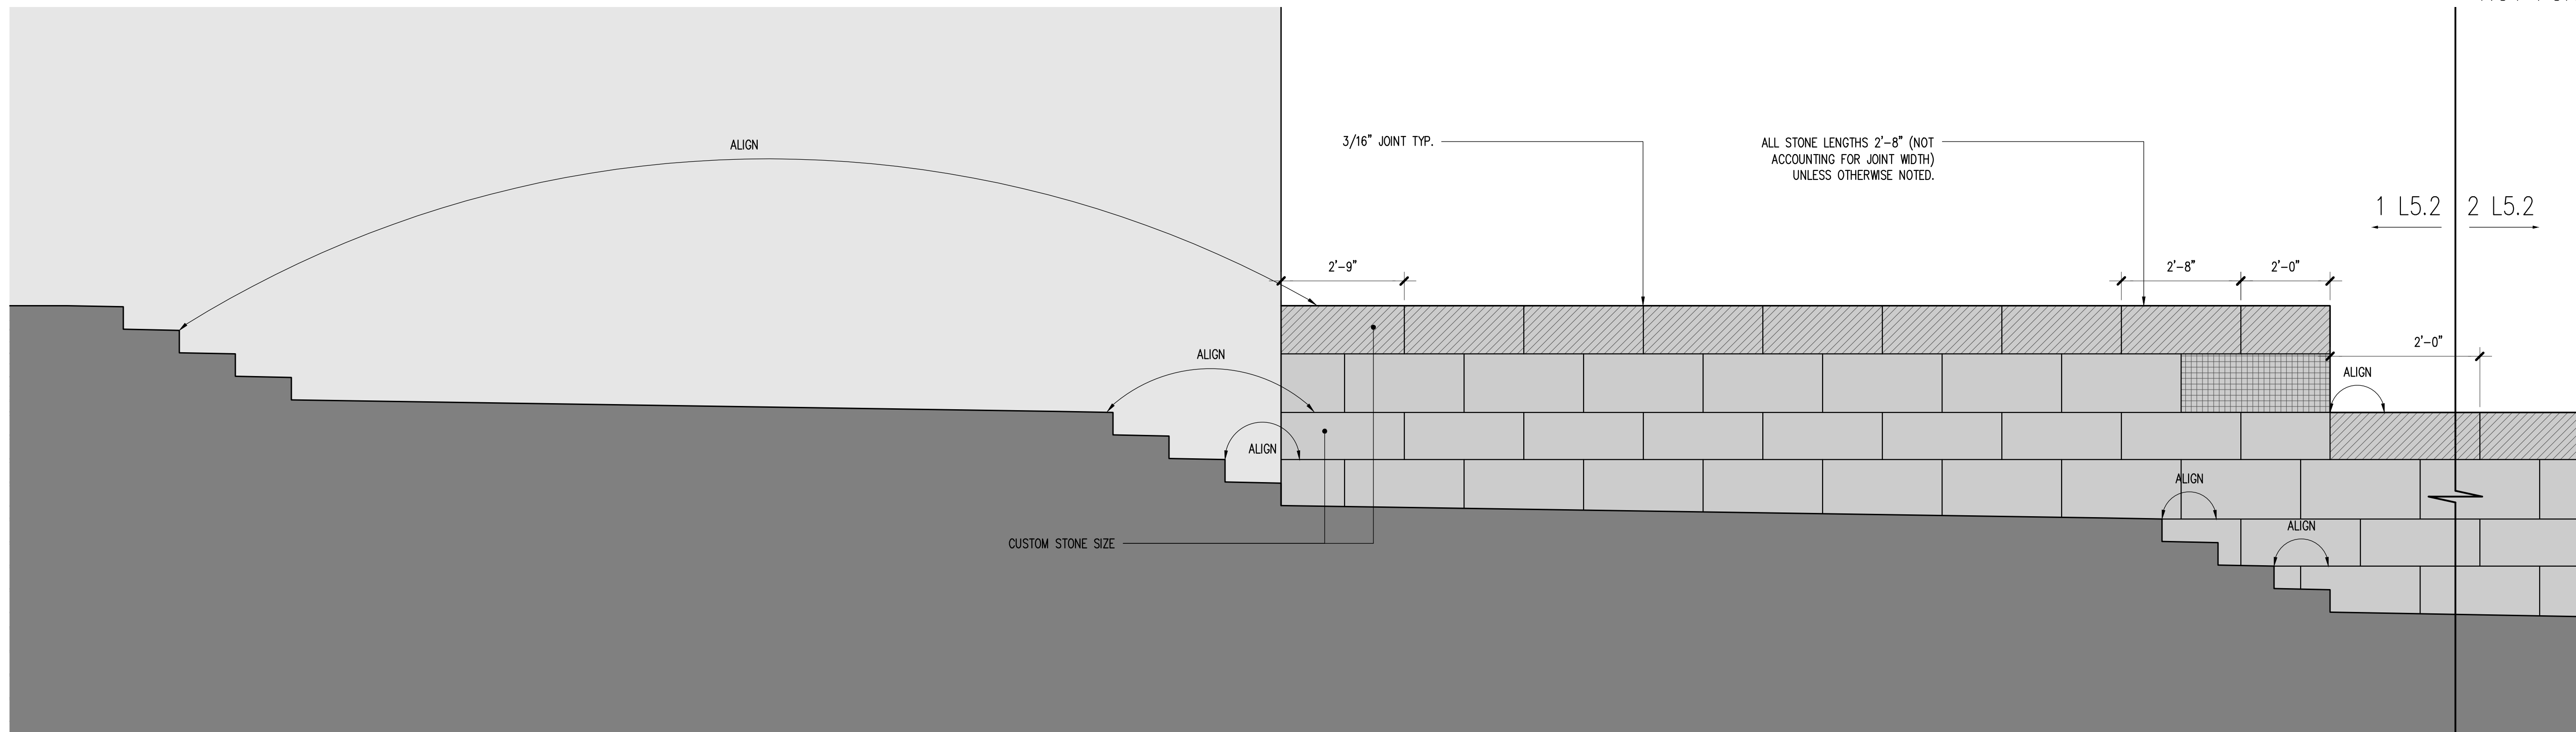 ALIGN
3/16" JOINT TYP.
ALL STONE LENGTHS 2'-8" (NOT
ACCOUNTING FOR JOINT WIDTH)
UNLESS OTHERWISE NOTED.
1 L5.2
2 L5.2
2'-9"
2'-8"
2'-0"
2'-0"
ALIGN
ALIGN
ALIGN
ALIGN
ALIGN
CUSTOM STONE SIZE